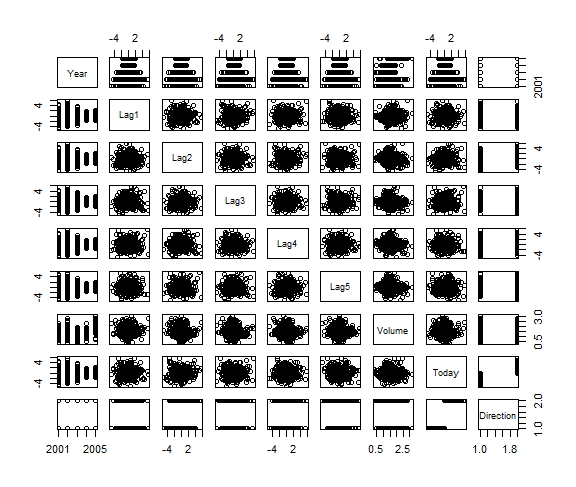 -4 2 -4 2 -4 2 -4 2
Year 2001
4 -4 Lag1
Lag2 4 -4
4 -4 Lag3
Lag4 4 -4
4 -4 Lag5
Volume 3.0 0.5
4 -4 Today
Direction 2.0 1.0
2001 2005 -4 2 -4 2 0.5 2.5 1.0 1.8